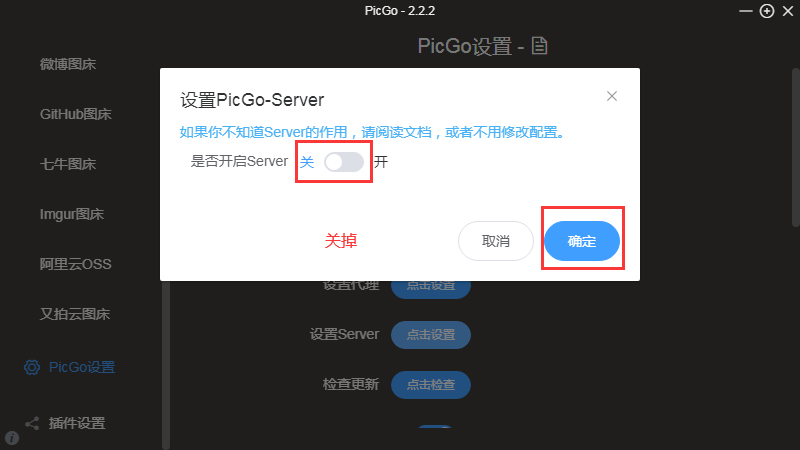 PicGo - 2.2.2
PicGo设置 -
微博图床
GitHub图床
七牛图床
Imgur图床
阿里云OSS
又拍云图床
PicGo设置
插件设置
设置PicGo-Server
如果你不知道Server的作用，请阅读文档，或者不用修改配置。
是否开启Server 关 开
关掉 取消 确定
设置代理 点击设置
设置Server 点击设置
检查更新 点击检查